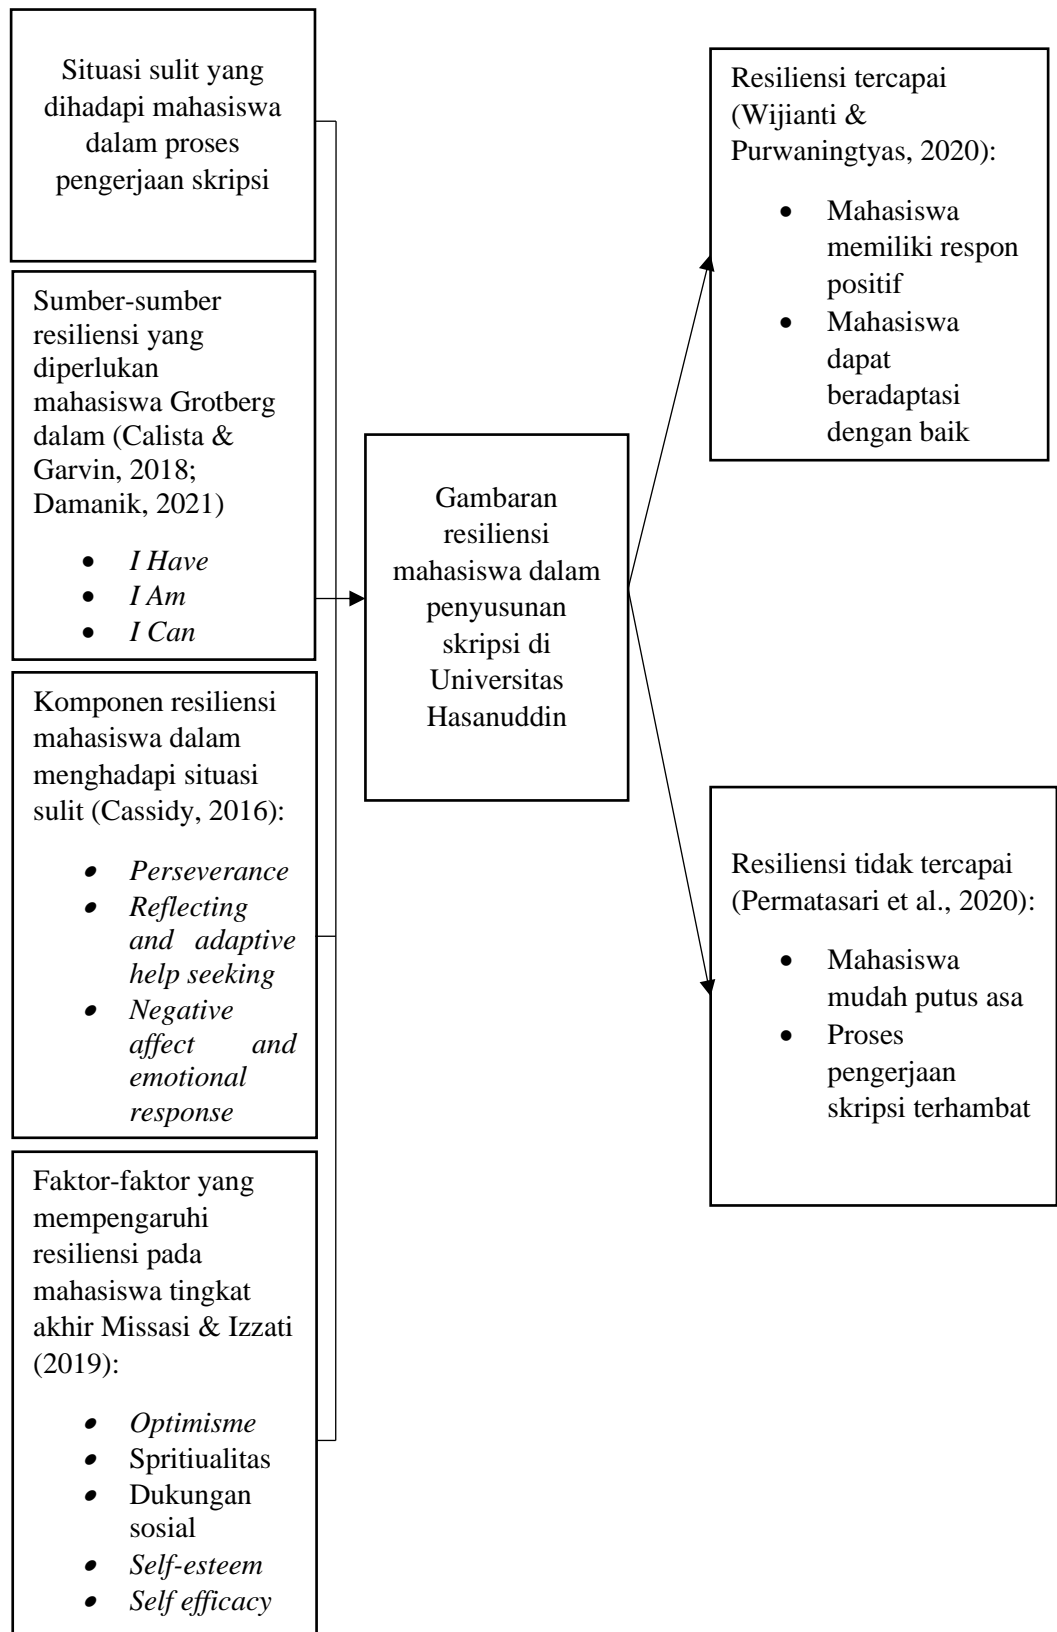 Situasi sulit yang
dihadapi mahasiswa
dalam proses
pengerjaan skripsi
Sumber-sumber
resiliensi yang
diperlukan
mahasiswa Grotberg
dalam (Calista &
Garvin, 2018;
Damanik, 2021)
• I Have
• I Am
• I Can
Komponen resiliensi
mahasiswa dalam
menghadapi situasi
sulit (Cassidy, 2016):
• Perseverance
• Reflecting
and adaptive
help seeking
• Negative
affect and
emotional
response
Faktor-faktor yang
mempengaruhi
resiliensi pada
mahasiswa tingkat
akhir Missasi & Izzati
(2019):
• Optimisme
• Spritiualitas
• Dukungan
sosial
• Self-esteem
• Self efficacy
Gambaran
resiliensi
mahasiswa dalam
penyusunan
skripsi di
Universitas
Hasanuddin
Resiliensi tercapai
(Wijianti &
Purwaningtyas, 2020):
• Mahasiswa
memiliki respon
positif
• Mahasiswa
dapat
beradaptasi
dengan baik
Resiliensi tidak tercapai
(Permatasari et al., 2020):
• Mahasiswa
mudah putus asa
• Proses
pengerjaan
skripsi terhambat